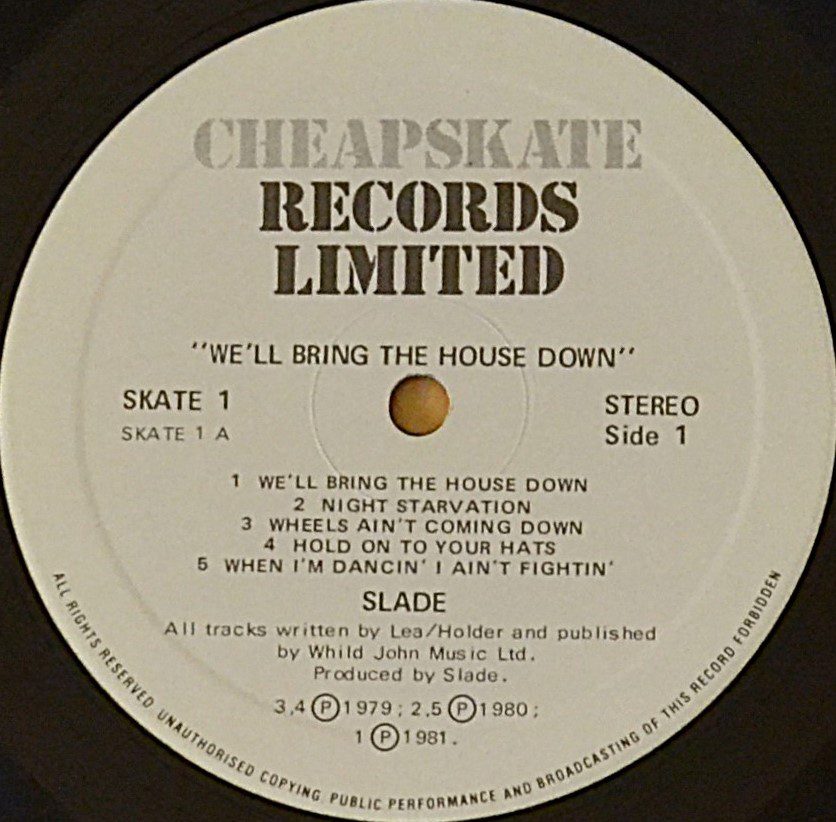 CHEAPSKATE
RECORDS
LIMITED
"WE'LL BRING THE HOUSE DOWN"
SKATE 1
SKATE 1 A
STEREO
Side 1
1 WE'LL BRING THE HOUSE DOWN
2 NIGHT STARVATION
3 WHEELS AIN'T COMING DOWN
4 HOLD ON TO YOUR HATS
5 WHEN I'M DANCIN' I AIN'T FIGHTIN'
SLADE
All tracks written by Lea/Holder and published
by Whild John Music Ltd.
Produced by Slade.
3,4 Ⓟ 1979; 2,5 Ⓟ 1980;
1 Ⓟ 1981.
ALL RIGHTS RESERVED UNAUTHORISED COPYING, PUBLIC PERFORMANCE AND BROADCASTING OF THIS RECORD FORBIDDEN